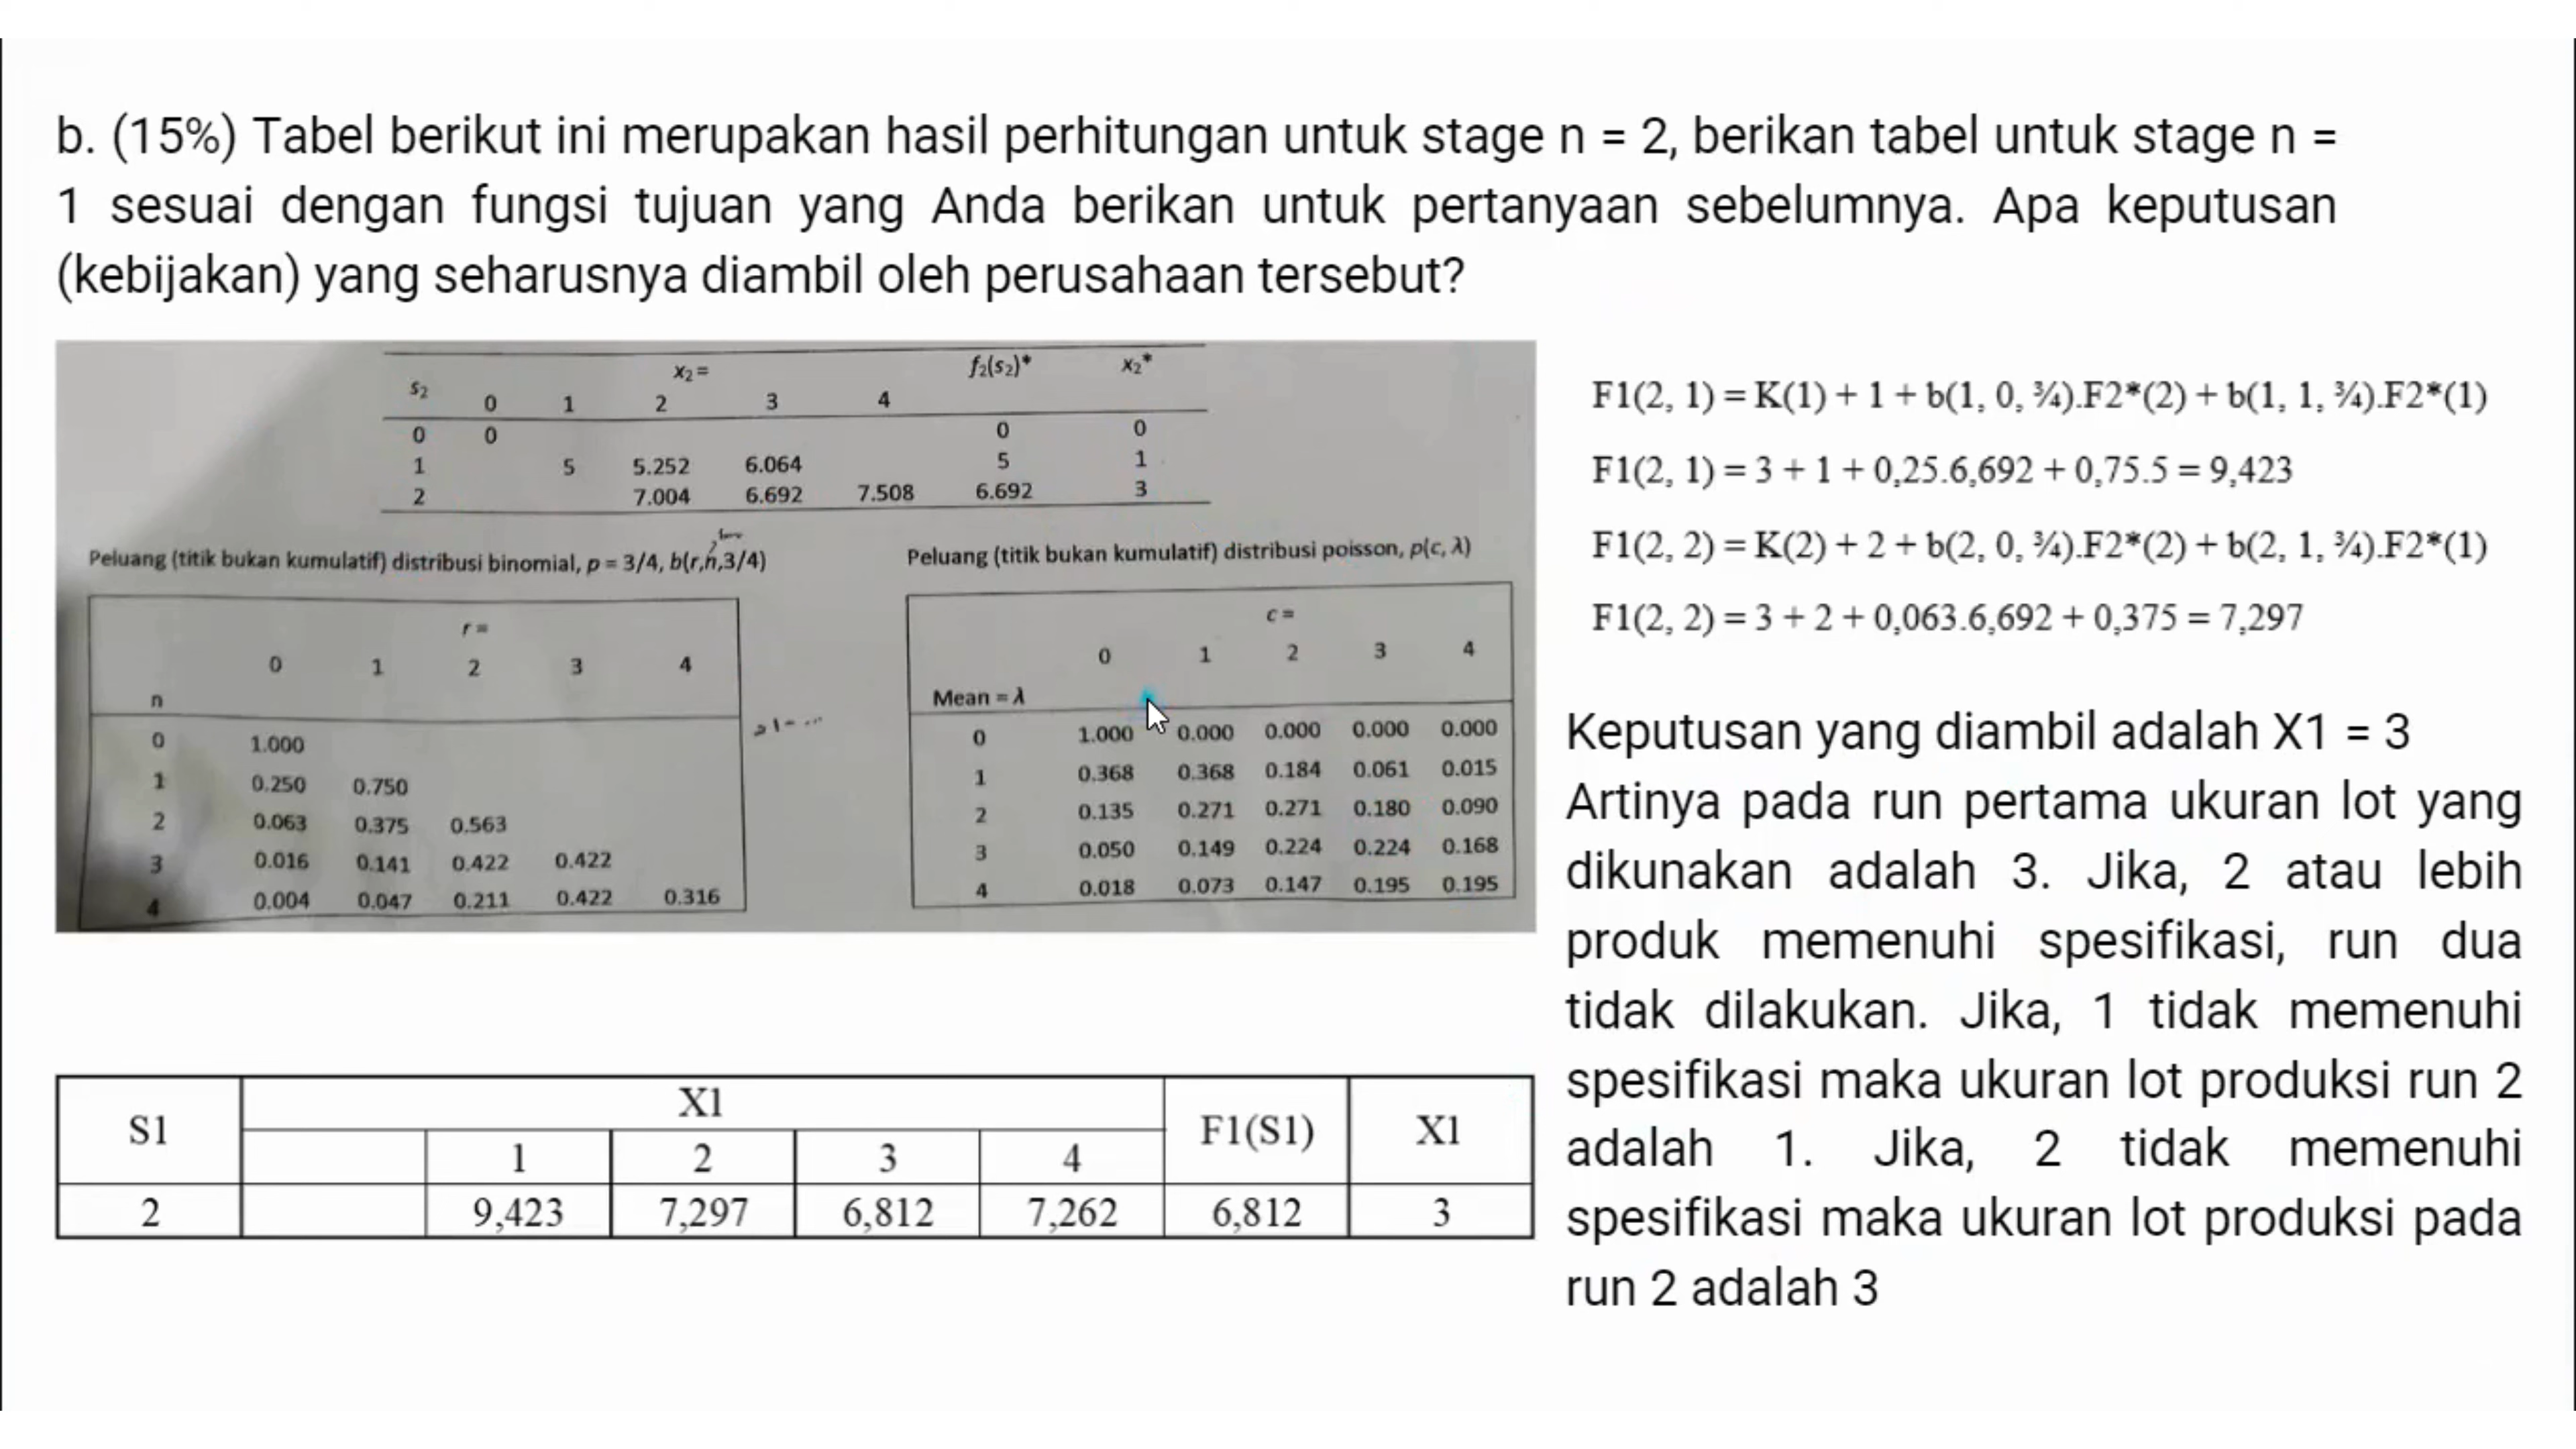 b. (15%) Tabel berikut ini merupakan hasil perhitungan untuk stage n = 2, berikan tabel untuk stage n =
1 sesuai dengan fungsi tujuan yang Anda berikan untuk pertanyaan sebelumnya. Apa keputusan
(kebijakan) yang seharusnya diambil oleh perusahaan tersebut?
s₂ x₂= f₂(s₂)* x₂*
0 1 2 3 4
0 0 0 0
1 5 5.252 6.064 5 1
2 7.004 6.692 7.508 6.692 3
Peluang (titik bukan kumulatif) distribusi binomial, p = 3/4, b(r,n,3/4)
r =
0 1 2 3 4
n
0 1.000
1 0.250 0.750
2 0.063 0.375 0.563
3 0.016 0.141 0.422 0.422
4 0.004 0.047 0.211 0.422 0.316
Peluang (titik bukan kumulatif) distribusi poisson, p(c, λ)
c =
0 1 2 3 4
Mean = λ
0 1.000 0.000 0.000 0.000 0.000
1 0.368 0.368 0.184 0.061 0.015
2 0.135 0.271 0.271 0.180 0.090
3 0.050 0.149 0.224 0.224 0.168
4 0.018 0.073 0.147 0.195 0.195
F1(2, 1) = K(1) + 1 + b(1, 0, ¾).F2*(2) + b(1, 1, ¾).F2*(1)
F1(2, 1) = 3 + 1 + 0,25.6,692 + 0,75.5 = 9,423
F1(2, 2) = K(2) + 2 + b(2, 0, ¾).F2*(2) + b(2, 1, ¾).F2*(1)
F1(2, 2) = 3 + 2 + 0,063.6,692 + 0,375 = 7,297
Keputusan yang diambil adalah X1 = 3
Artinya pada run pertama ukuran lot yang
dikunakan adalah 3. Jika, 2 atau lebih
produk memenuhi spesifikasi, run dua
tidak dilakukan. Jika, 1 tidak memenuhi
spesifikasi maka ukuran lot produksi run 2
adalah 1. Jika, 2 tidak memenuhi
spesifikasi maka ukuran lot produksi pada
run 2 adalah 3
S1 X1 F1(S1) X1
1 2 3 4
2 9,423 7,297 6,812 7,262 6,812 3